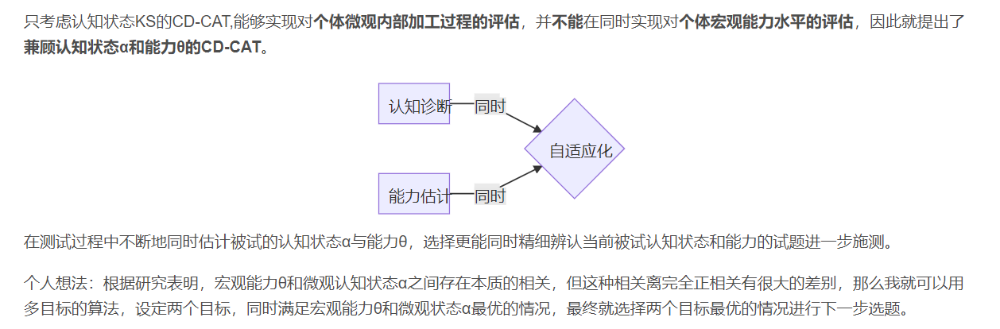 只考虑认知状态KS的CD-CAT,能够实现对个体微观内部加工过程的评估，并不能在同时实现对个体宏观能力水平的评估，因此就提出了
兼顾认知状态α和能力θ的CD-CAT。
认知诊断
同时
自适应化
能力估计
同时
在测试过程中不断地同时估计被试的认知状态α与能力θ，选择更能同时精细辨认当前被试认知状态和能力的试题进一步施测。
个人想法：根据研究表明，宏观能力θ和微观认知状态α之间存在本质的相关，但这种相关离完全正相关有很大的差别，那么我就可以用
多目标的算法，设定两个目标，同时满足宏观能力θ和微观状态α最优的情况，最终就选择两个目标最优的情况进行下一步选题。